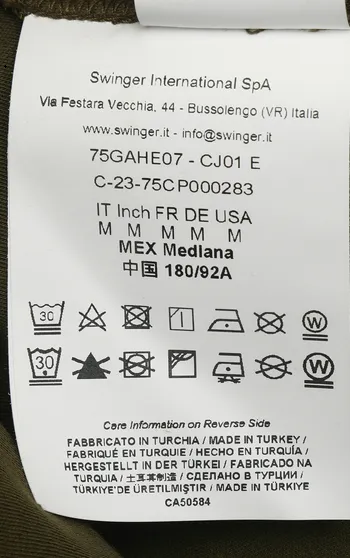 Swinger International SpA
Via Festara Vecchia, 44 - Bussolengo (VR) Italia
www.swinger.it - info@swinger.it
75GAHE07 - CJ01 E
C-23-75CP000283
IT Inch FR DE USA
M M M M M
MEX Mediana
中国 180/92A
30 W
30 W
Care Information on Reverse Side
FABBRICATO IN TURCHIA / MADE IN TURKEY /
FABRIQUÉ EN TURQUIE / HECHO EN TURQUÍA /
HERGESTELLT IN DER TÜRKEI / FABRICADO NA
TURQUIA / 土耳其制造 / СДЕЛАНО В ТУРЦИИ /
TÜRKİYE'DE ÜRETİLMİŞTİR / MADE IN TÜRKİYE
CA50584